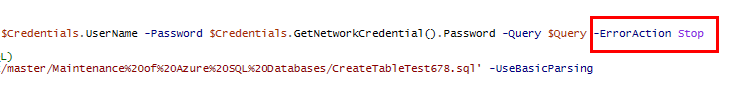 $Credentials.UserName -Password $Credentials.GetNetworkCredential().Password -Query $Query -ErrorAction Stop
L)
/master/Maintenance%20of%20Azure%20SQL%20Databases/CreateTableTest678.sql' -UseBasicParsing